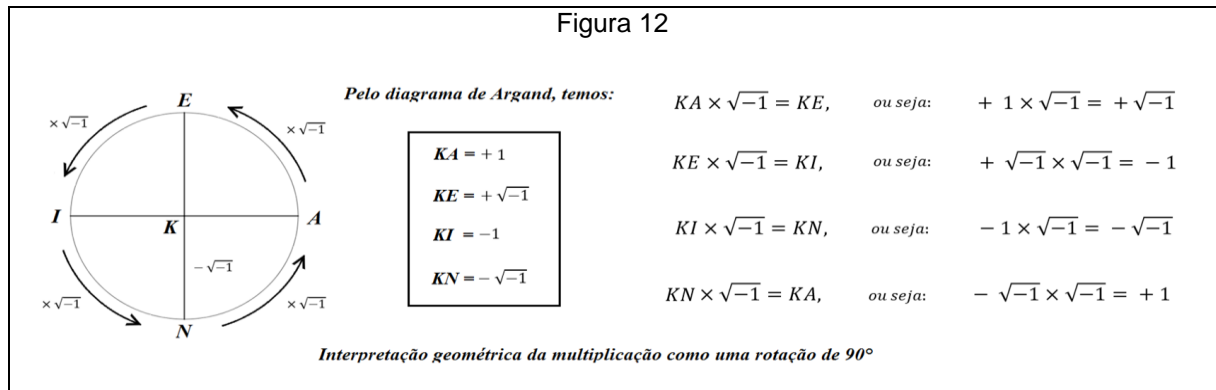 Figura 12
E
× √−1
× √−1
I
K
A
− √−1
× √−1
× √−1
N
Pelo diagrama de Argand, temos:
KA = + 1
KE = + √−1
KI = −1
KN = − √−1
KA × √−1 = KE, ou seja: + 1 × √−1 = + √−1
KE × √−1 = KI, ou seja: + √−1 × √−1 = − 1
KI × √−1 = KN, ou seja: − 1 × √−1 = − √−1
KN × √−1 = KA, ou seja: − √−1 × √−1 = + 1
Interpretação geométrica da multiplicação como uma rotação de 90°